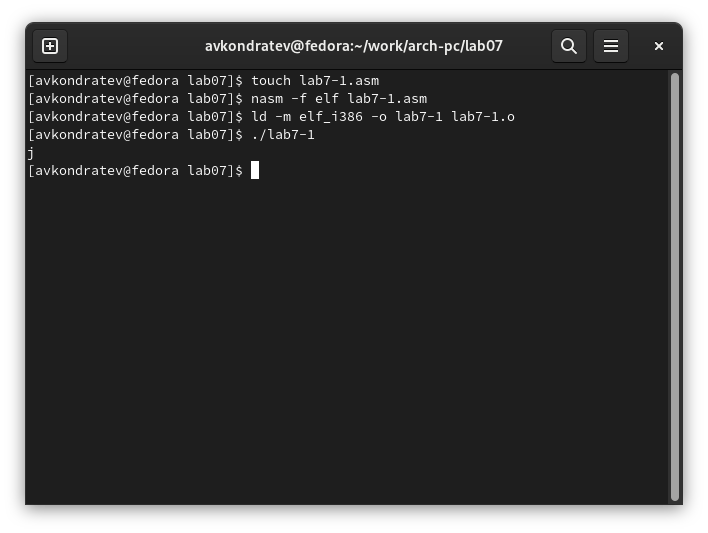 avkondratev@fedora:~/work/arch-pc/lab07
[avkondratev@fedora lab07]$ touch lab7-1.asm
[avkondratev@fedora lab07]$ nasm -f elf lab7-1.asm
[avkondratev@fedora lab07]$ ld -m elf_i386 -o lab7-1 lab7-1.o
[avkondratev@fedora lab07]$ ./lab7-1
j
[avkondratev@fedora lab07]$